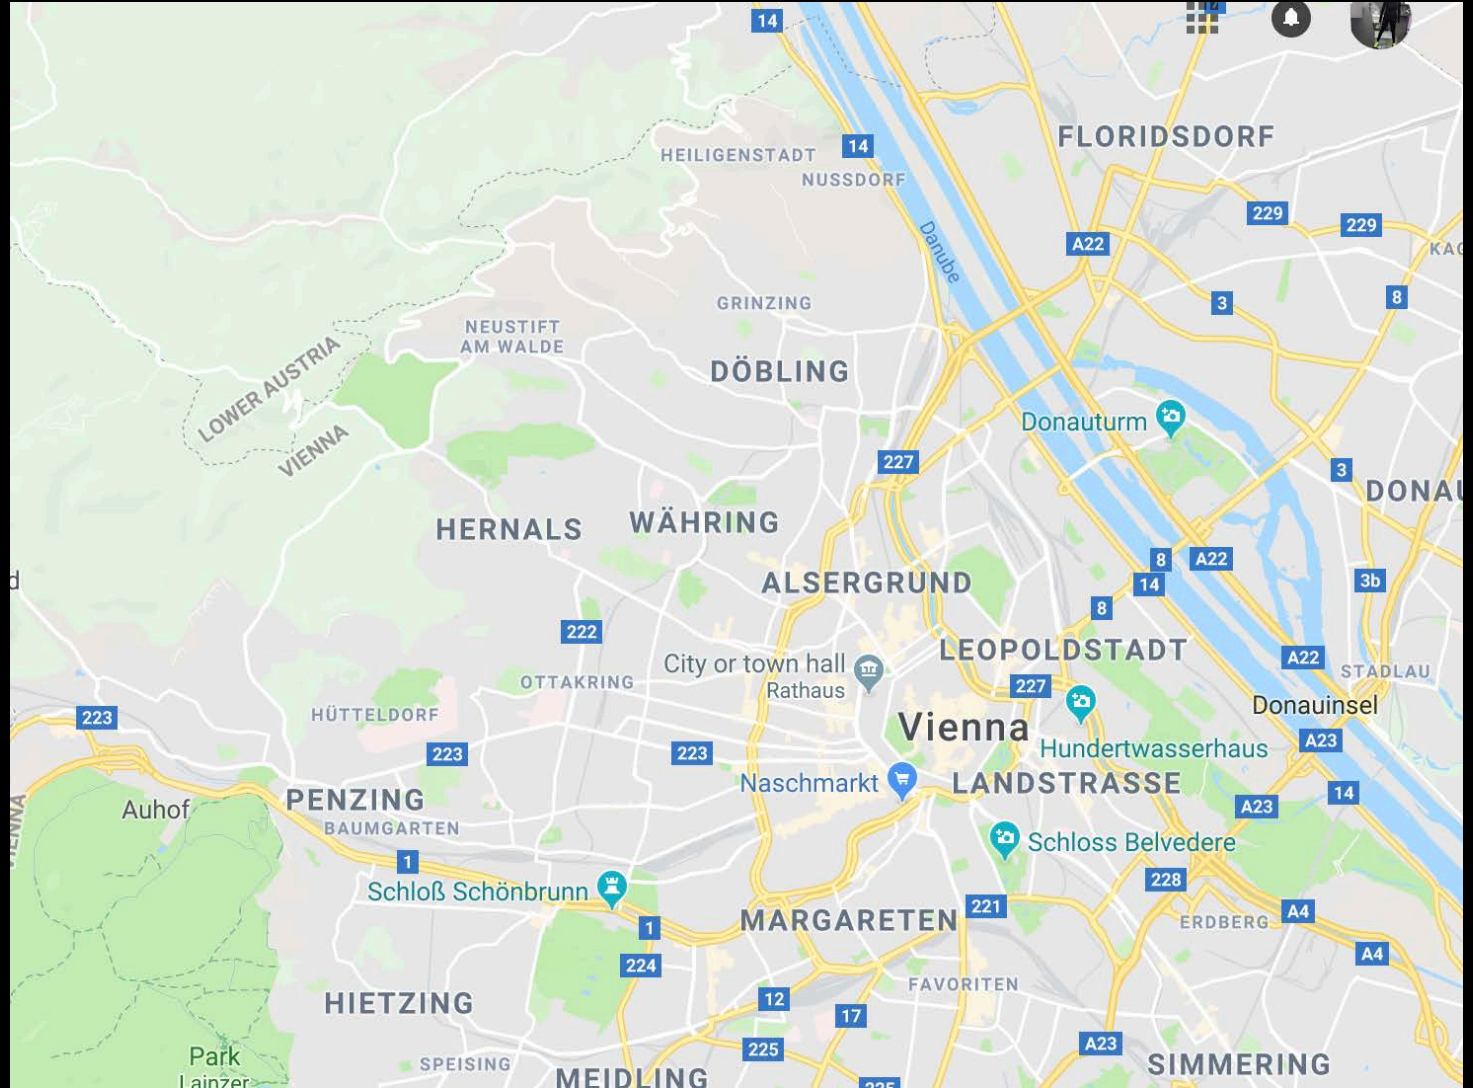 14
FLORIDSDORF
HEILIGENSTADT
14
NUSSDORF
229
229
A22
Danube
3
8
GRINZING
NEUSTIFT
AM WALDE
LOWER AUSTRIA
VIENNA
DÖBLING
Donauturm
227
3
HERNALS
WÄHRING
8
A22
14
3b
ALSERGRUND
8
222
LEOPOLDSTADT
City or town hall
Rathaus
A22
STADLAU
OTTAKRING
227
Donauinsel
HÜTTELDORF
223
Vienna
A23
223
223
Hundertwasserhaus
Naschmarkt
LANDSTRASSE
14
PENZING
Auhof
A23
BAUMGARTEN
Schloss Belvedere
1
228
Schloß Schönbrunn
221
A4
MARGARETEN
ERDBERG
1
A4
224
FAVORITEN
12
HIETZING
17
A23
225
Park
SPEISING
SIMMERING
MEIDLING
Lainzer